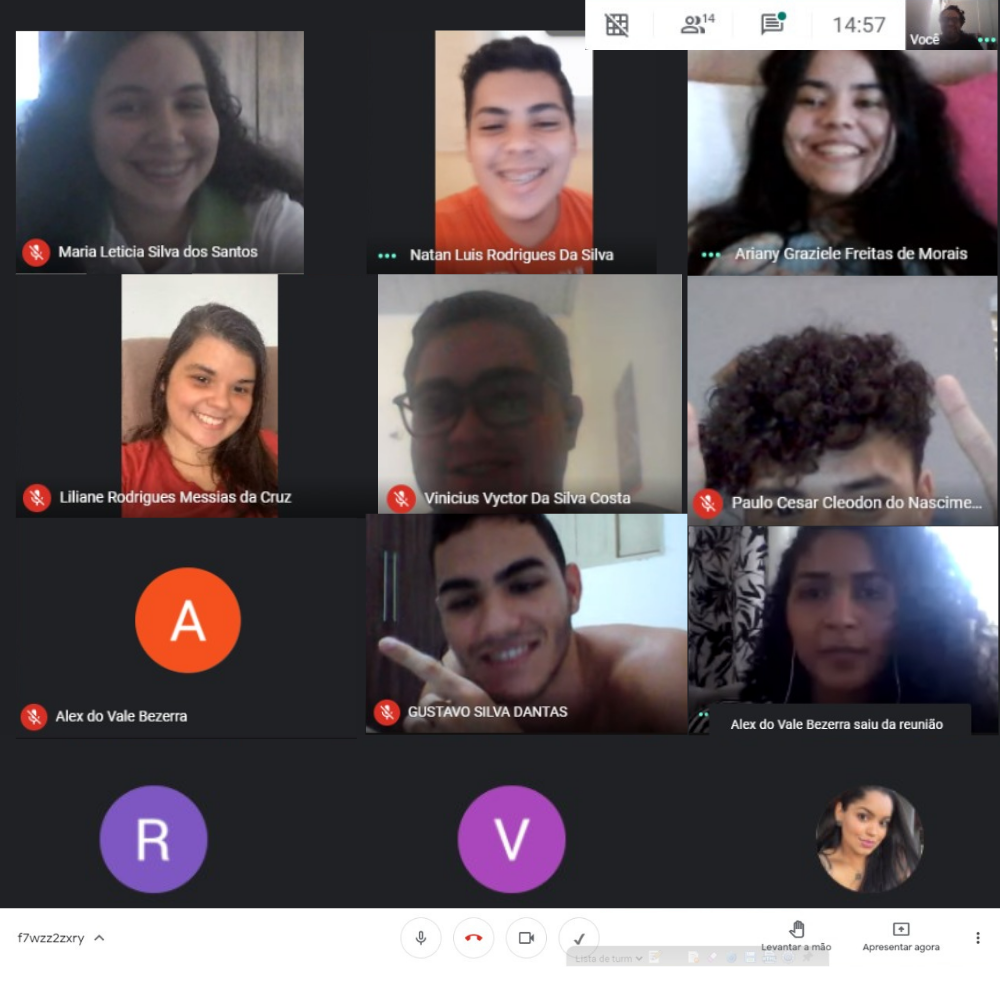 14
14:57
Você
Maria Leticia Silva dos Santos
Natan Luis Rodrigues Da Silva
Ariany Graziele Freitas de Morais
Liliane Rodrigues Messias da Cruz
Vinicius Vyctor Da Silva Costa
Paulo Cesar Cleodon do Nascime...
A
Alex do Vale Bezerra
GUSTAVO SILVA DANTAS
Alex do Vale Bezerra saiu da reunião
R
V
f7wzz2zxry
Levantar a mão
Apresentar agora
Lista de turm